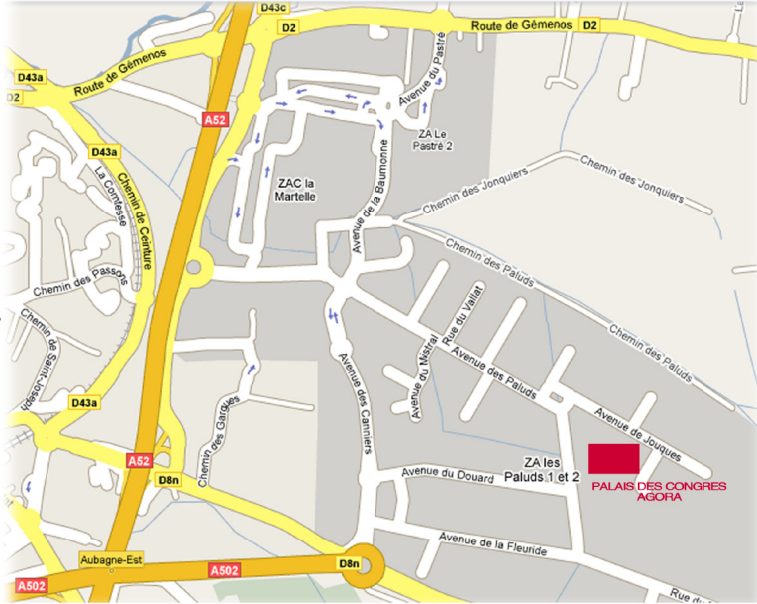 D43c
D2
Route de Gémenos
D2
Route de Gémenos
D43a
D2
A52
Avenue du Pastré
ZA Le
Pastré 2
D43a
La Comtesse
Chemin de Ceinture
ZAC la
Martelle
Avenue de la Baumonne
Chemin des Jonquiers
Chemin des Jonquiers
Chemin des Paluds
Chemin des Passons
Chemin de Saint-Joseph
Rue du Vallat
Avenue du Mistral
Avenue des Paluds
Chemin des Paluds
Avenue des Canniers
Chemin des Gargues
D43a
Avenue de Jouques
A52
D8n
ZA les
Paluds 1 et 2
Avenue du Douard
PALAIS DES CONGRES
AGORA
Avenue de la Fleuride
Aubagne-Est
A502
A502
D8n
Rue du